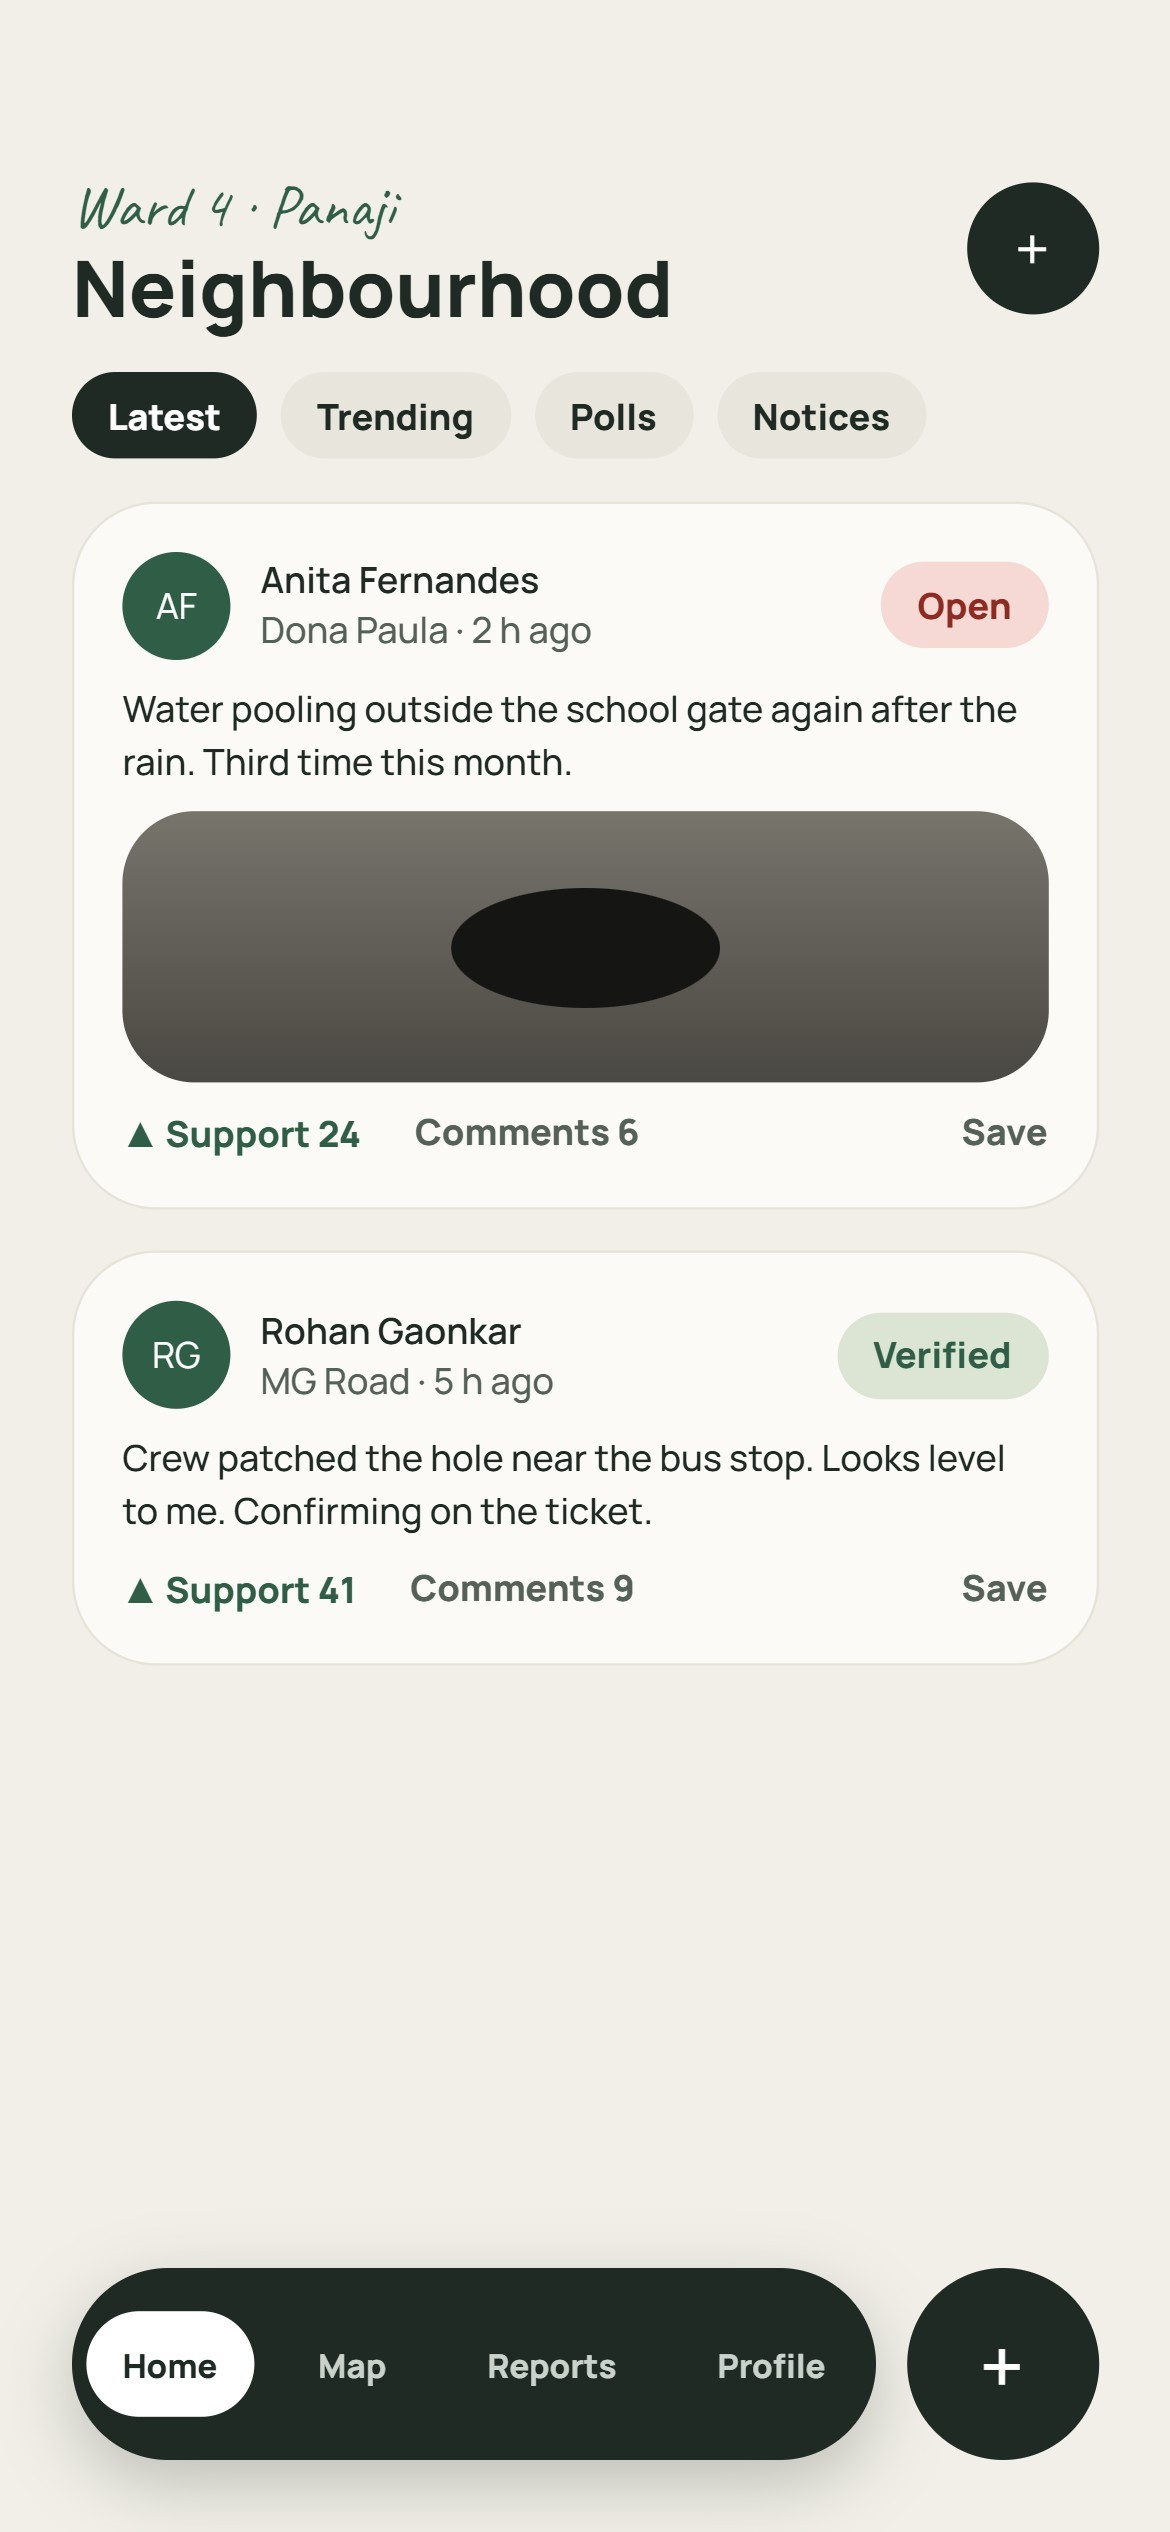 Ward 4 · Panaji
Neighbourhood
+
Latest
Trending
Polls
Notices
AF
Anita Fernandes
Dona Paula · 2 h ago
Open
Water pooling outside the school gate again after the
rain. Third time this month.
▲ Support 24
Comments 6
Save
RG
Rohan Gaonkar
MG Road · 5 h ago
Verified
Crew patched the hole near the bus stop. Looks level
to me. Confirming on the ticket.
▲ Support 41
Comments 9
Save
Home
Map
Reports
Profile
+